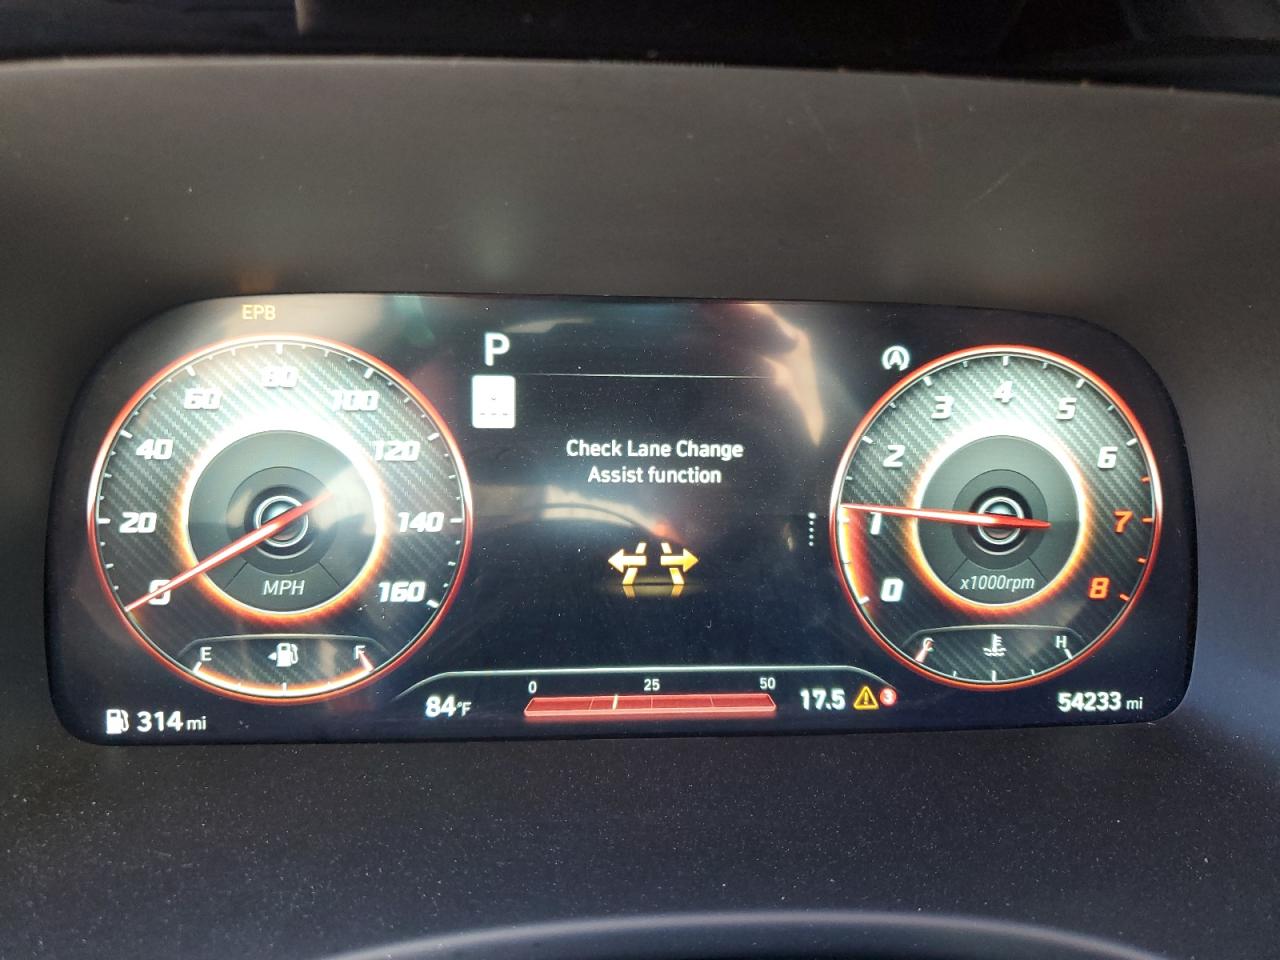 EPB
P
80
60
100
40
120
20
140
0
160
MPH
E
F
314 mi
Check Lane Change
Assist function
84°F
0 25 50
17.5
3
A
4
3
5
2
6
1
7
0
8
x1000rpm
C
H
54233 mi